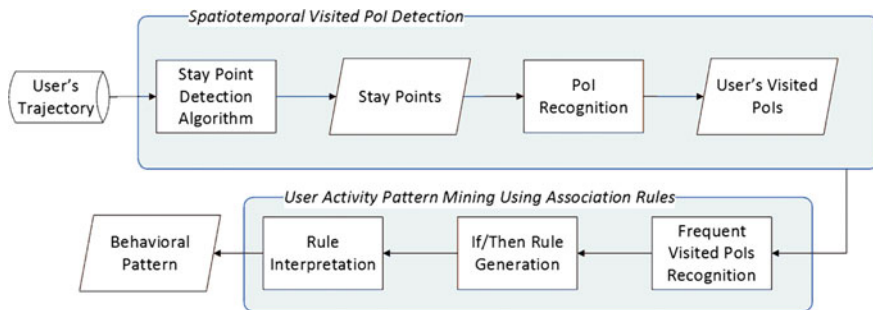 Spatiotemporal Visited PoI Detection
User's
Trajectory
Stay Point
Detection
Algorithm
Stay Points
PoI
Recognition
User's Visited
PoIs
User Activity Pattern Mining Using Association Rules
Behavioral
Pattern
Rule
Interpretation
If/Then Rule
Generation
Frequent
Visited PoIs
Recognition